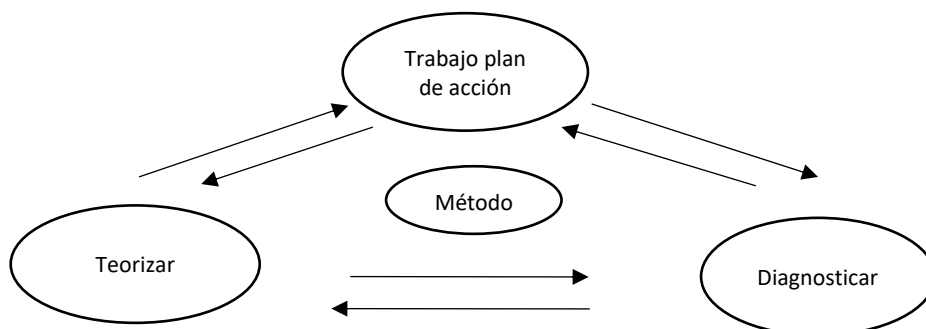 Trabajo plan
de acción
Método
Teorizar
Diagnosticar